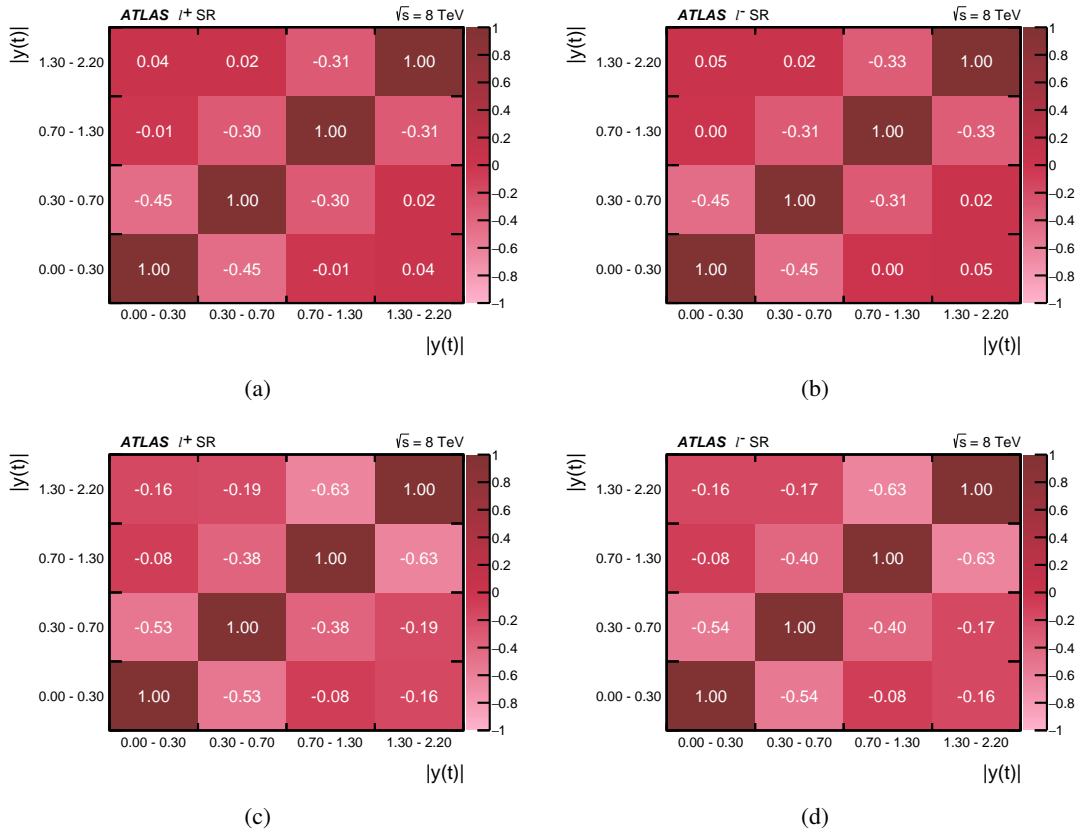 ATLAS l+ SR √s = 8 TeV
|y(t)|
1.30 - 2.20 0.04 0.02 -0.31 1.00
0.70 - 1.30 -0.01 -0.30 1.00 -0.31
0.30 - 0.70 -0.45 1.00 -0.30 0.02
0.00 - 0.30 1.00 -0.45 -0.01 0.04
0.00 - 0.30 0.30 - 0.70 0.70 - 1.30 1.30 - 2.20
|y(t)|
1
0.8
0.6
0.4
0.2
0
−0.2
−0.4
−0.6
−0.8
−1
(a)
ATLAS l- SR √s = 8 TeV
|y(t)|
1.30 - 2.20 0.05 0.02 -0.33 1.00
0.70 - 1.30 0.00 -0.31 1.00 -0.33
0.30 - 0.70 -0.45 1.00 -0.31 0.02
0.00 - 0.30 1.00 -0.45 0.00 0.05
0.00 - 0.30 0.30 - 0.70 0.70 - 1.30 1.30 - 2.20
|y(t)|
1
0.8
0.6
0.4
0.2
0
−0.2
−0.4
−0.6
−0.8
−1
(b)
ATLAS l+ SR √s = 8 TeV
|y(t)|
1.30 - 2.20 -0.16 -0.19 -0.63 1.00
0.70 - 1.30 -0.08 -0.38 1.00 -0.63
0.30 - 0.70 -0.53 1.00 -0.38 -0.19
0.00 - 0.30 1.00 -0.53 -0.08 -0.16
0.00 - 0.30 0.30 - 0.70 0.70 - 1.30 1.30 - 2.20
|y(t)|
1
0.8
0.6
0.4
0.2
0
−0.2
−0.4
−0.6
−0.8
−1
(c)
ATLAS l- SR √s = 8 TeV
|y(t)|
1.30 - 2.20 -0.16 -0.17 -0.63 1.00
0.70 - 1.30 -0.08 -0.40 1.00 -0.63
0.30 - 0.70 -0.54 1.00 -0.40 -0.17
0.00 - 0.30 1.00 -0.54 -0.08 -0.16
0.00 - 0.30 0.30 - 0.70 0.70 - 1.30 1.30 - 2.20
|y(t)|
1
0.8
0.6
0.4
0.2
0
−0.2
−0.4
−0.6
−0.8
−1
(d)